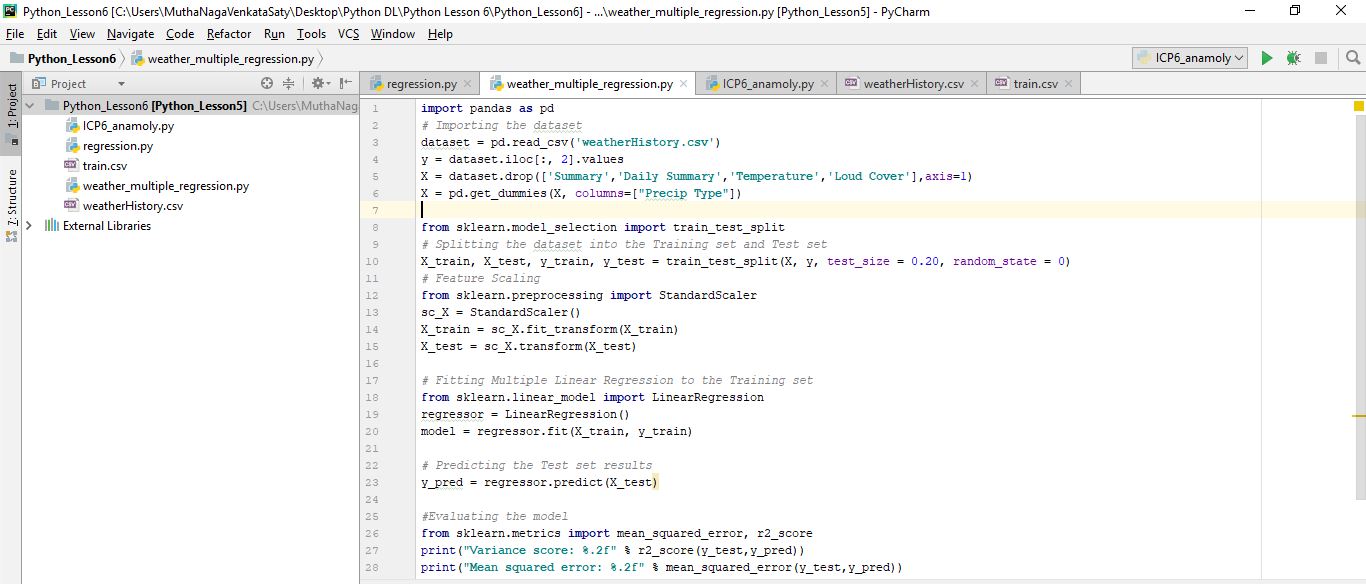 Python_Lesson6 [C:\Users\MuthaNagaVenkataSaty\Desktop\Python DL\Python Lesson 6\Python_Lesson6] - ...\weather_multiple_regression.py [Python_Lesson5] - PyCharm
File Edit View Navigate Code Refactor Run Tools VCS Window Help
Python_Lesson6 weather_multiple_regression.py ICP6_anamoly
1: Project
7: Structure
Project
Python_Lesson6 [Python_Lesson5] C:\Users\MuthaNag
ICP6_anamoly.py
regression.py
train.csv
weather_multiple_regression.py
weatherHistory.csv
External Libraries
regression.py weather_multiple_regression.py ICP6_anamoly.py weatherHistory.csv train.csv
1 import pandas as pd
2 # Importing the dataset
3 dataset = pd.read_csv('weatherHistory.csv')
4 y = dataset.iloc[:, 2].values
5 X = dataset.drop(['Summary','Daily Summary','Temperature','Loud Cover'],axis=1)
6 X = pd.get_dummies(X, columns=["Precip Type"])
7
8 from sklearn.model_selection import train_test_split
9 # Splitting the dataset into the Training set and Test set
10 X_train, X_test, y_train, y_test = train_test_split(X, y, test_size = 0.20, random_state = 0)
11 # Feature Scaling
12 from sklearn.preprocessing import StandardScaler
13 sc_X = StandardScaler()
14 X_train = sc_X.fit_transform(X_train)
15 X_test = sc_X.transform(X_test)
16
17 # Fitting Multiple Linear Regression to the Training set
18 from sklearn.linear_model import LinearRegression
19 regressor = LinearRegression()
20 model = regressor.fit(X_train, y_train)
21
22 # Predicting the Test set results
23 y_pred = regressor.predict(X_test)
24
25 #Evaluating the model
26 from sklearn.metrics import mean_squared_error, r2_score
27 print("Variance score: %.2f" % r2_score(y_test,y_pred))
28 print("Mean squared error: %.2f" % mean_squared_error(y_test,y_pred))